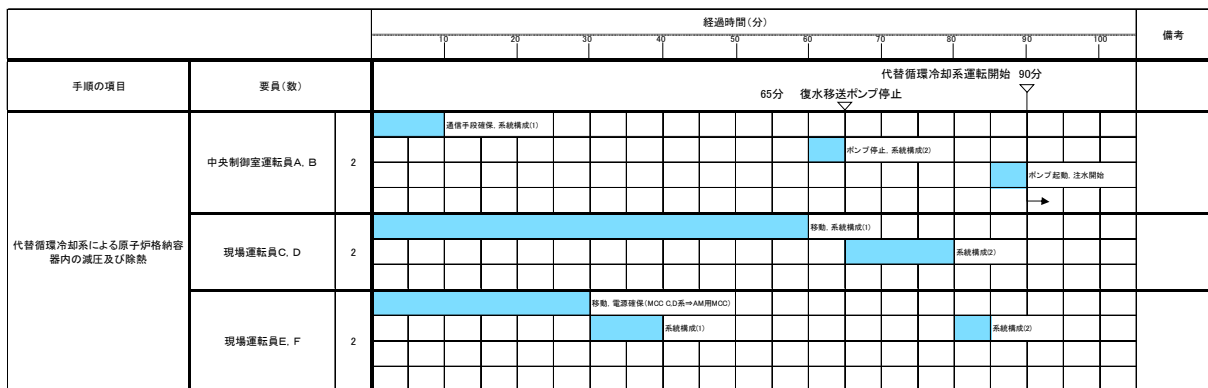 経過時間(分)
備考
10 20 30 40 50 60 70 80 90 100
手順の項目
要員(数)
代替循環冷却系運転開始 90分
65分 復水移送ポンプ停止
代替循環冷却系による原子炉格納容
器内の減圧及び除熱
中央制御室運転員A, B
2
通信手段確保, 系統構成(1)
ポンプ停止, 系統構成(2)
ポンプ起動, 注水開始
現場運転員C, D
2
移動, 系統構成(1)
系統構成(2)
現場運転員E, F
2
移動, 電源確保(MCC C,D系⇒AM用MCC)
系統構成(1)
系統構成(2)